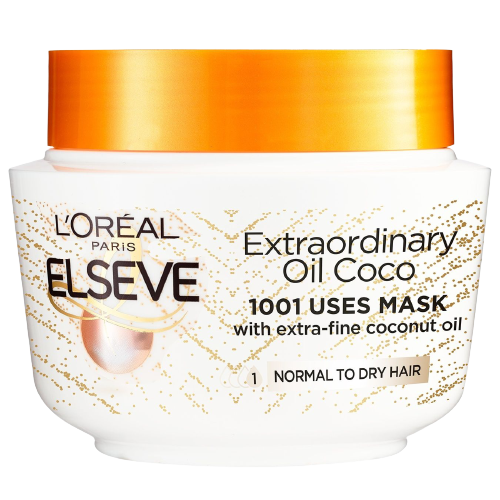 L'ORÉAL
PARIS
ELSEVE
Extraordinary
Oil Coco
1001 USES MASK
with extra-fine coconut oil
1 NORMAL TO DRY HAIR